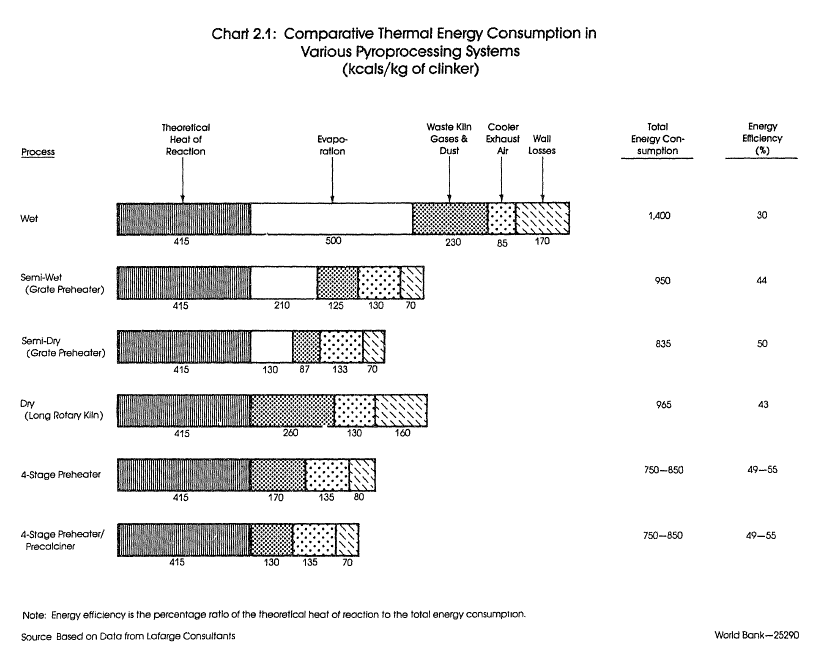 Chart 2.1: Comparative Thermal Energy Consumption in
Various Pyroprocessing Systems
(kcals/kg of clinker)
Process
Theoretical
Heat of
Reaction
Evapo-
ration
Waste Kiln
Gases &
Dust
Cooler
Exhaust
Air
Wall
Losses
Total
Energy Con-
sumption
Energy
Efficiency
(%)
Wet
415 500 230 85 170
1,400 30
Semi-Wet
(Grate Preheater)
415 210 125 130 70
950 44
Semi-Dry
(Grate Preheater)
415 130 87 133 70
835 50
Dry
(Long Rotary Kiln)
415 260 130 160
965 43
4-Stage Preheater
415 170 135 80
750—850 49—55
4-Stage Preheater/
Precalciner
415 130 135 70
750—850 49—55
Note: Energy efficiency is the percentage ratio of the theoretical heat of reaction to the total energy consumption.
Source Based on Data from Lafarge Consultants
World Bank—25290